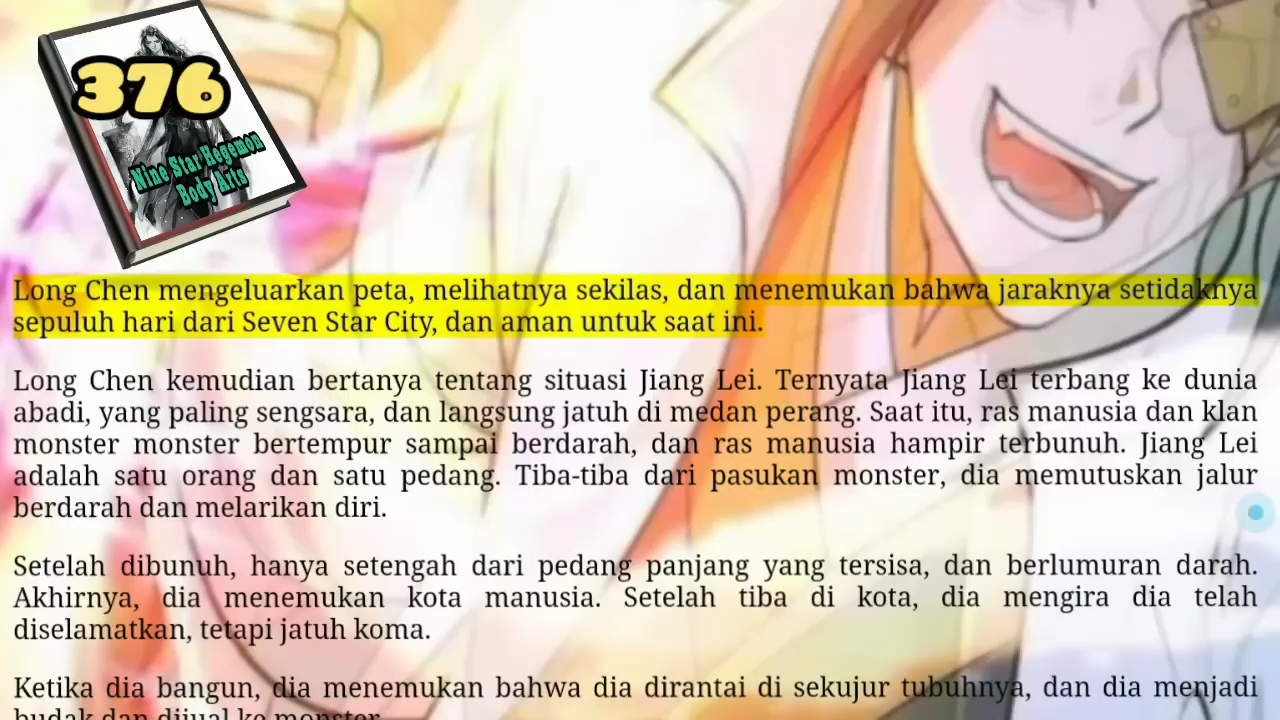 376
Nine Star Hegemon
Body Arts
Long Chen mengeluarkan peta, melihatnya sekilas, dan menemukan bahwa jaraknya setidaknya
sepuluh hari dari Seven Star City, dan aman untuk saat ini.
Long Chen kemudian bertanya tentang situasi Jiang Lei. Ternyata Jiang Lei terbang ke dunia
abadi, yang paling sengsara, dan langsung jatuh di medan perang. Saat itu, ras manusia dan klan
monster monster bertempur sampai berdarah, dan ras manusia hampir terbunuh. Jiang Lei
adalah satu orang dan satu pedang. Tiba-tiba dari pasukan monster, dia memutuskan jalur
berdarah dan melarikan diri.
Setelah dibunuh, hanya setengah dari pedang panjang yang tersisa, dan berlumuran darah.
Akhirnya, dia menemukan kota manusia. Setelah tiba di kota, dia mengira dia telah
diselamatkan, tetapi jatuh koma.
Ketika dia bangun, dia menemukan bahwa dia dirantai di sekujur tubuhnya, dan dia menjadi
budak dan dijual ke monster.